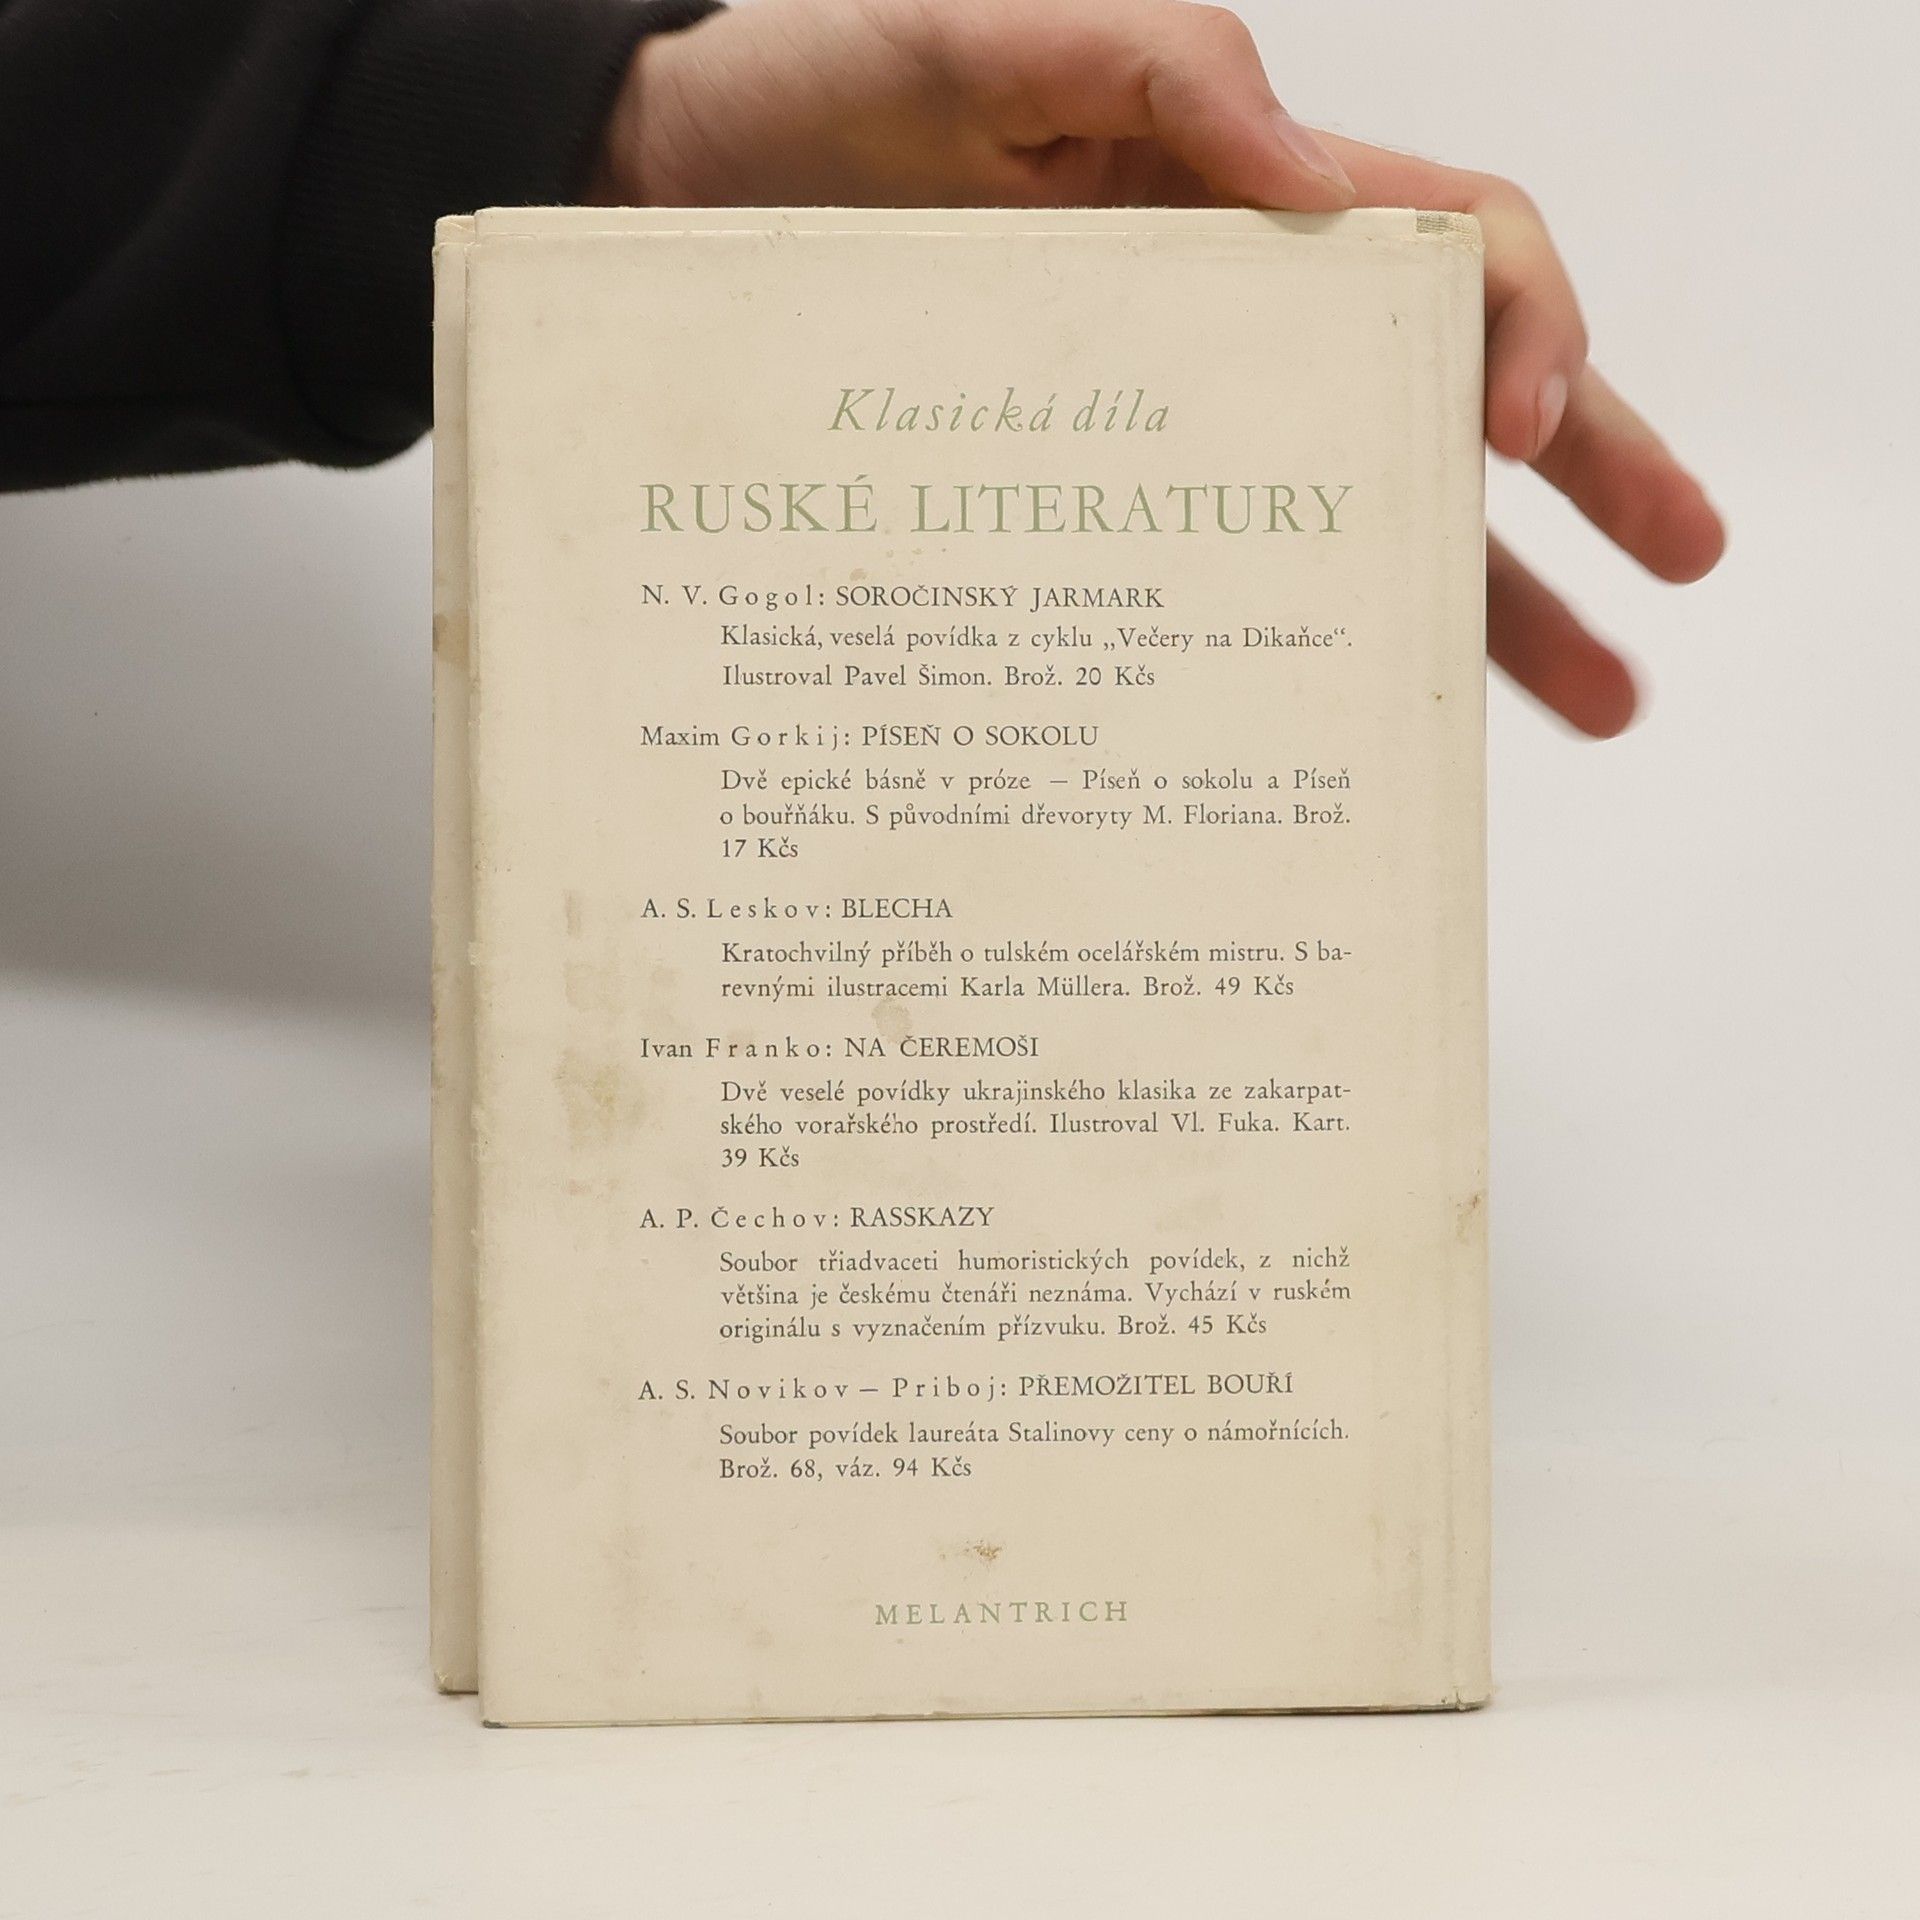 Klasická díla
RUSKÉ LITERATURY
N. V. Gogol: SOROČINSKÝ JARMARK
Klasická, veselá povídka z cyklu „Večery na Dikaňce“.
Ilustroval Pavel Šimon. Brož. 20 Kčs
Maxim Gorkij: PÍSEŇ O SOKOLU
Dvě epické básně v próze — Píseň o sokolu a Píseň
o bouřňáku. S původními dřevoryty M. Floriana. Brož.
17 Kčs
A. S. Leskov: BLECHA
Kratochvilný příběh o tulském ocelářském mistru. S ba-
revnými ilustracemi Karla Müllera. Brož. 49 Kčs
Ivan Franko: NA ČEREMOŠI
Dvě veselé povídky ukrajinského klasika ze zakarpat-
ského vorařského prostředí. Ilustroval Vl. Fuka. Kart.
39 Kčs
A. P. Čechov: RASSKAZY
Soubor třiadvaceti humoristických povídek, z nichž
většina je českému čtenáři neznáma. Vychází v ruském
originálu s vyznačením přízvuku. Brož. 45 Kčs
A. S. Novikov — Priboj: PŘEMOŽITEL BOUŘÍ
Soubor povídek laureáta Stalinovy ceny o námořnících.
Brož. 68, váz. 94 Kčs
MELANTRICH